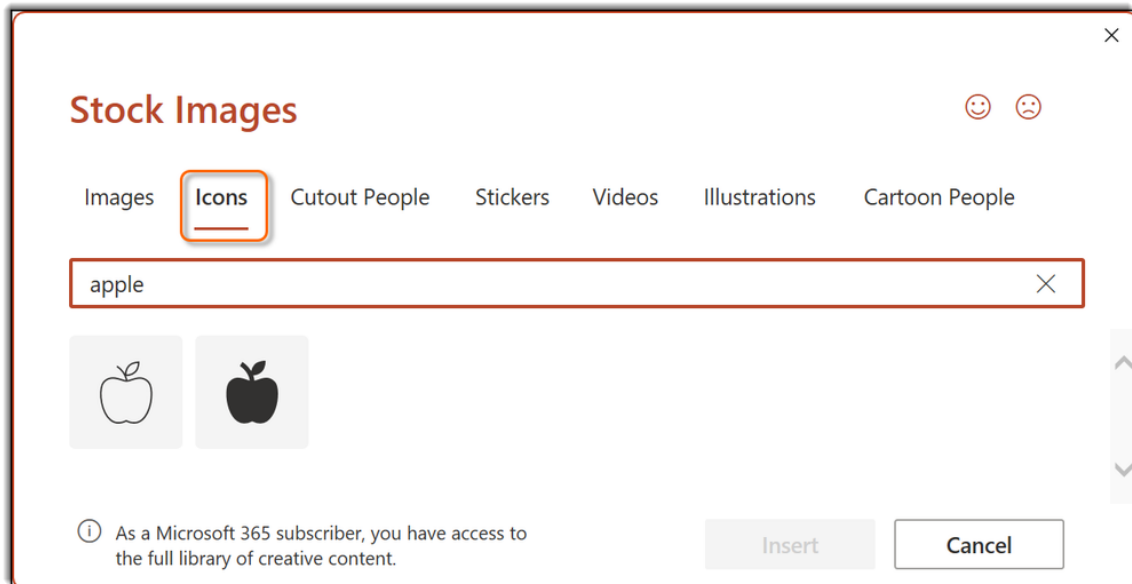 Stock Images
Images Icons Cutout People Stickers Videos Illustrations Cartoon People
apple
As a Microsoft 365 subscriber, you have access to
the full library of creative content.
Insert Cancel